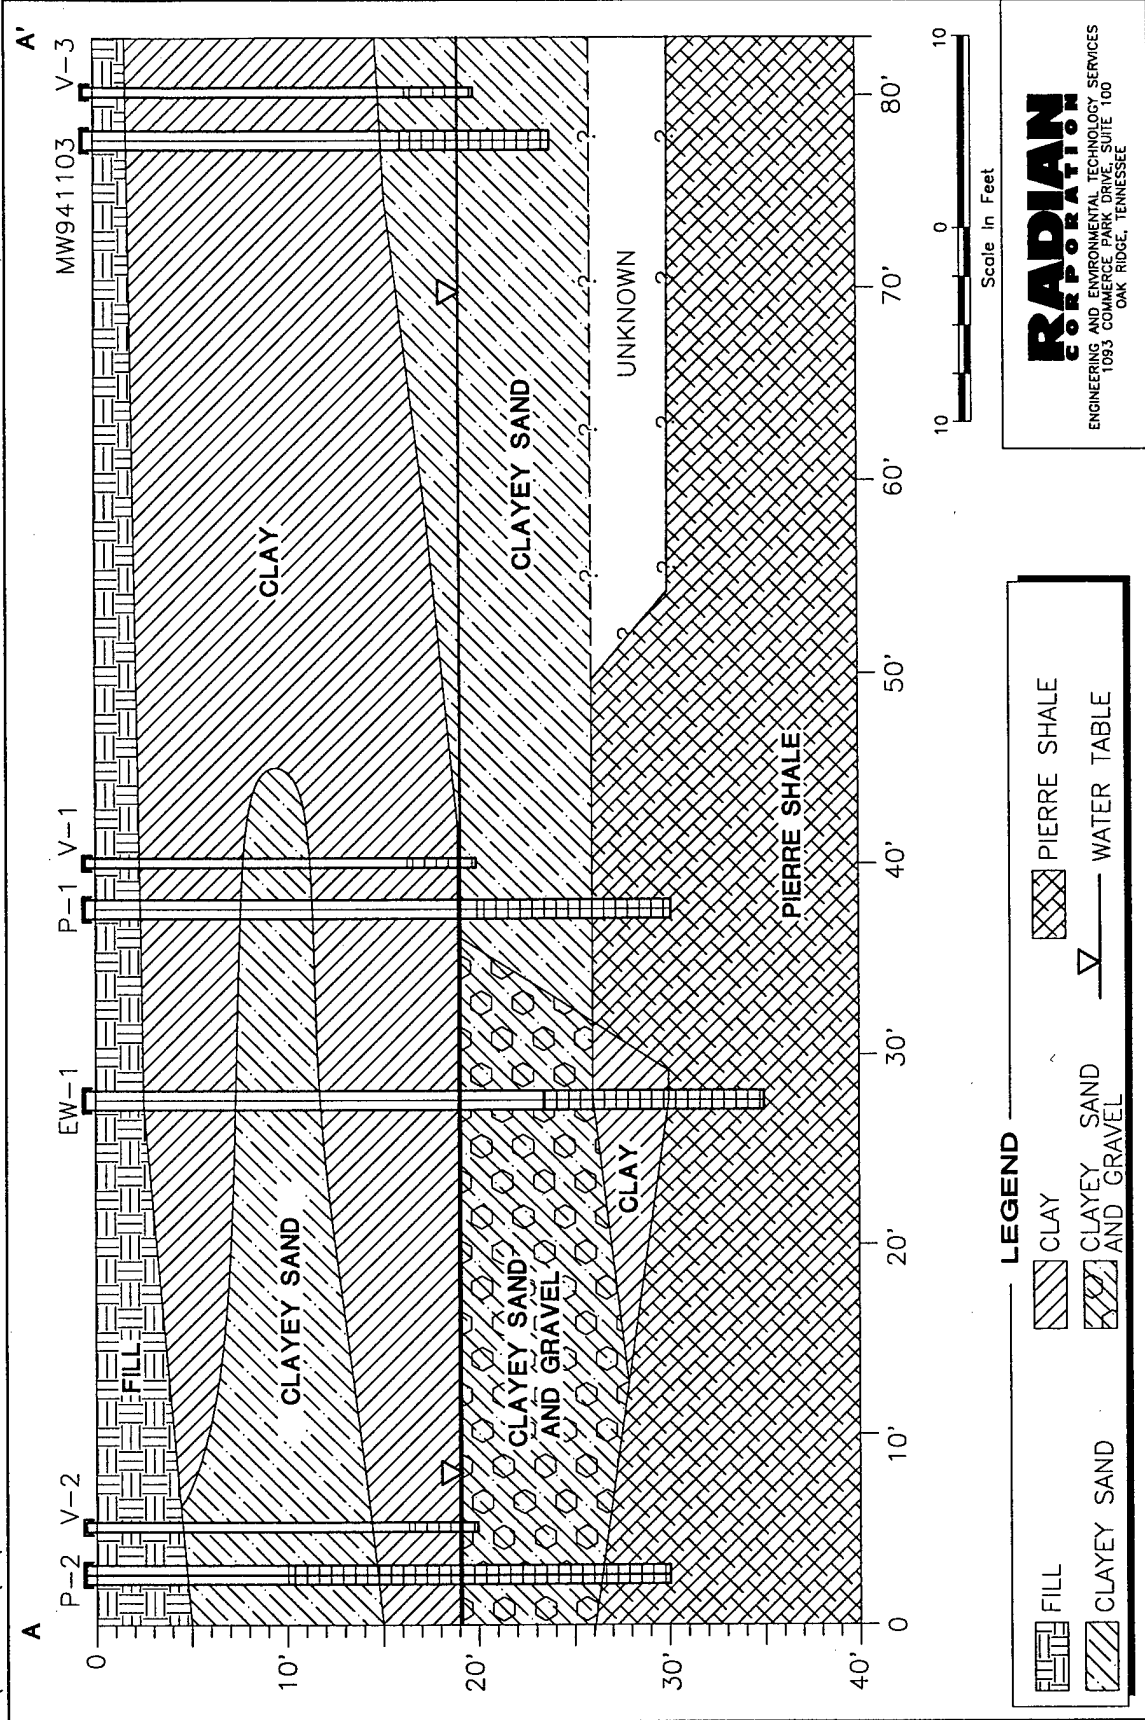 A
A'
P-2
V-2
EW-1
P-1
V-1
MW941103
V-3
0
10'
20'
30'
40'
FILL
CLAY
CLAYEY SAND
CLAYEY SAND
AND GRAVEL
CLAY
CLAYEY SAND
UNKNOWN
PIERRE SHALE
?
?
?
?
?
?
?
?
?
0
10'
20'
30'
40'
50'
60'
70'
80'
10
0
10
Scale In Feet
LEGEND
FILL
CLAY
PIERRE SHALE
CLAYEY SAND
CLAYEY SAND
AND GRAVEL
WATER TABLE
RADIAN
CORPORATION
ENGINEERING AND ENVIRONMENTAL TECHNOLOGY SERVICES
1093 COMMERCE PARK DRIVE, SUITE 100
OAK RIDGE, TENNESSEE